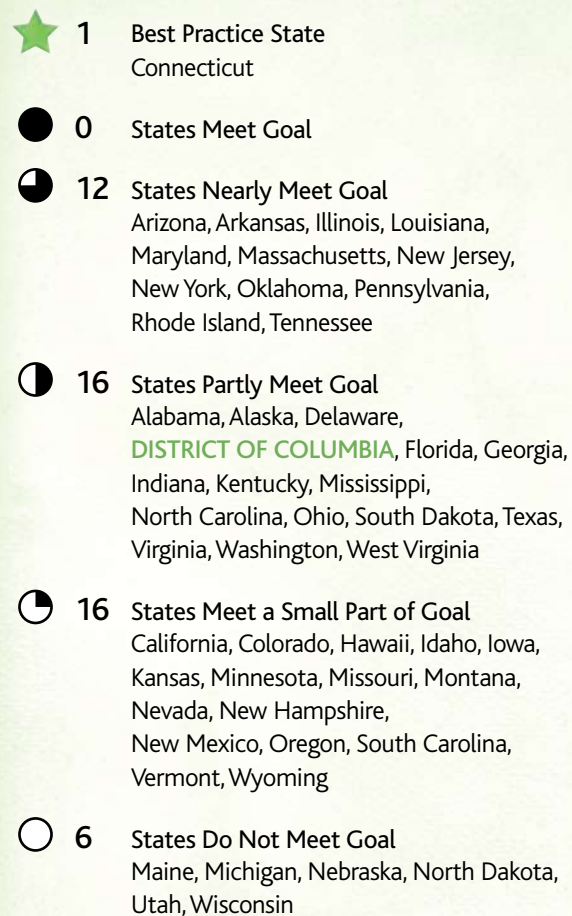 1 Best Practice State
Connecticut
0 States Meet Goal
12 States Nearly Meet Goal
Arizona, Arkansas, Illinois, Louisiana,
Maryland, Massachusetts, New Jersey,
New York, Oklahoma, Pennsylvania,
Rhode Island, Tennessee
16 States Partly Meet Goal
Alabama, Alaska, Delaware,
DISTRICT OF COLUMBIA, Florida, Georgia,
Indiana, Kentucky, Mississippi,
North Carolina, Ohio, South Dakota, Texas,
Virginia, Washington, West Virginia
16 States Meet a Small Part of Goal
California, Colorado, Hawaii, Idaho, Iowa,
Kansas, Minnesota, Missouri, Montana,
Nevada, New Hampshire,
New Mexico, Oregon, South Carolina,
Vermont, Wyoming
6 States Do Not Meet Goal
Maine, Michigan, Nebraska, North Dakota,
Utah, Wisconsin